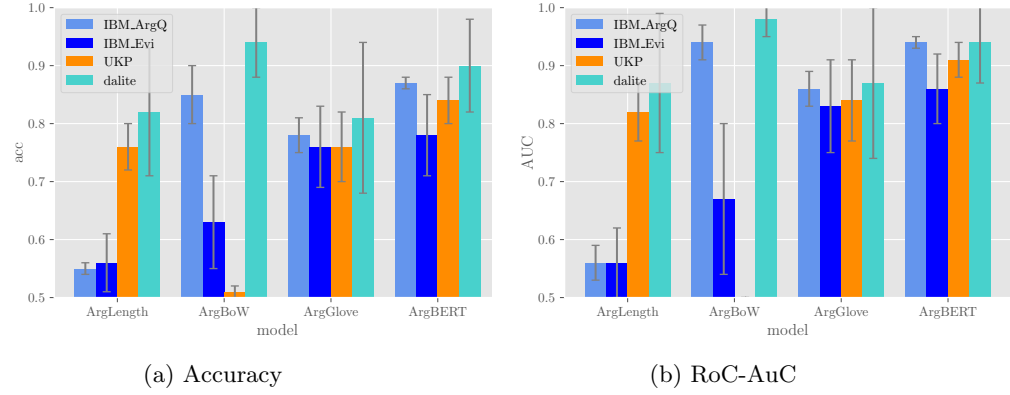 IBM_ArgQ
IBM_Evi
UKP
dalite
1.0
0.9
0.8
0.7
0.6
0.5
acc
ArgLength
ArgBoW
ArgGlove
ArgBERT
model
(a) Accuracy
IBM_ArgQ
IBM_Evi
UKP
dalite
1.0
0.9
0.8
0.7
0.6
0.5
AUC
ArgLength
ArgBoW
ArgGlove
ArgBERT
model
(b) RoC-AuC